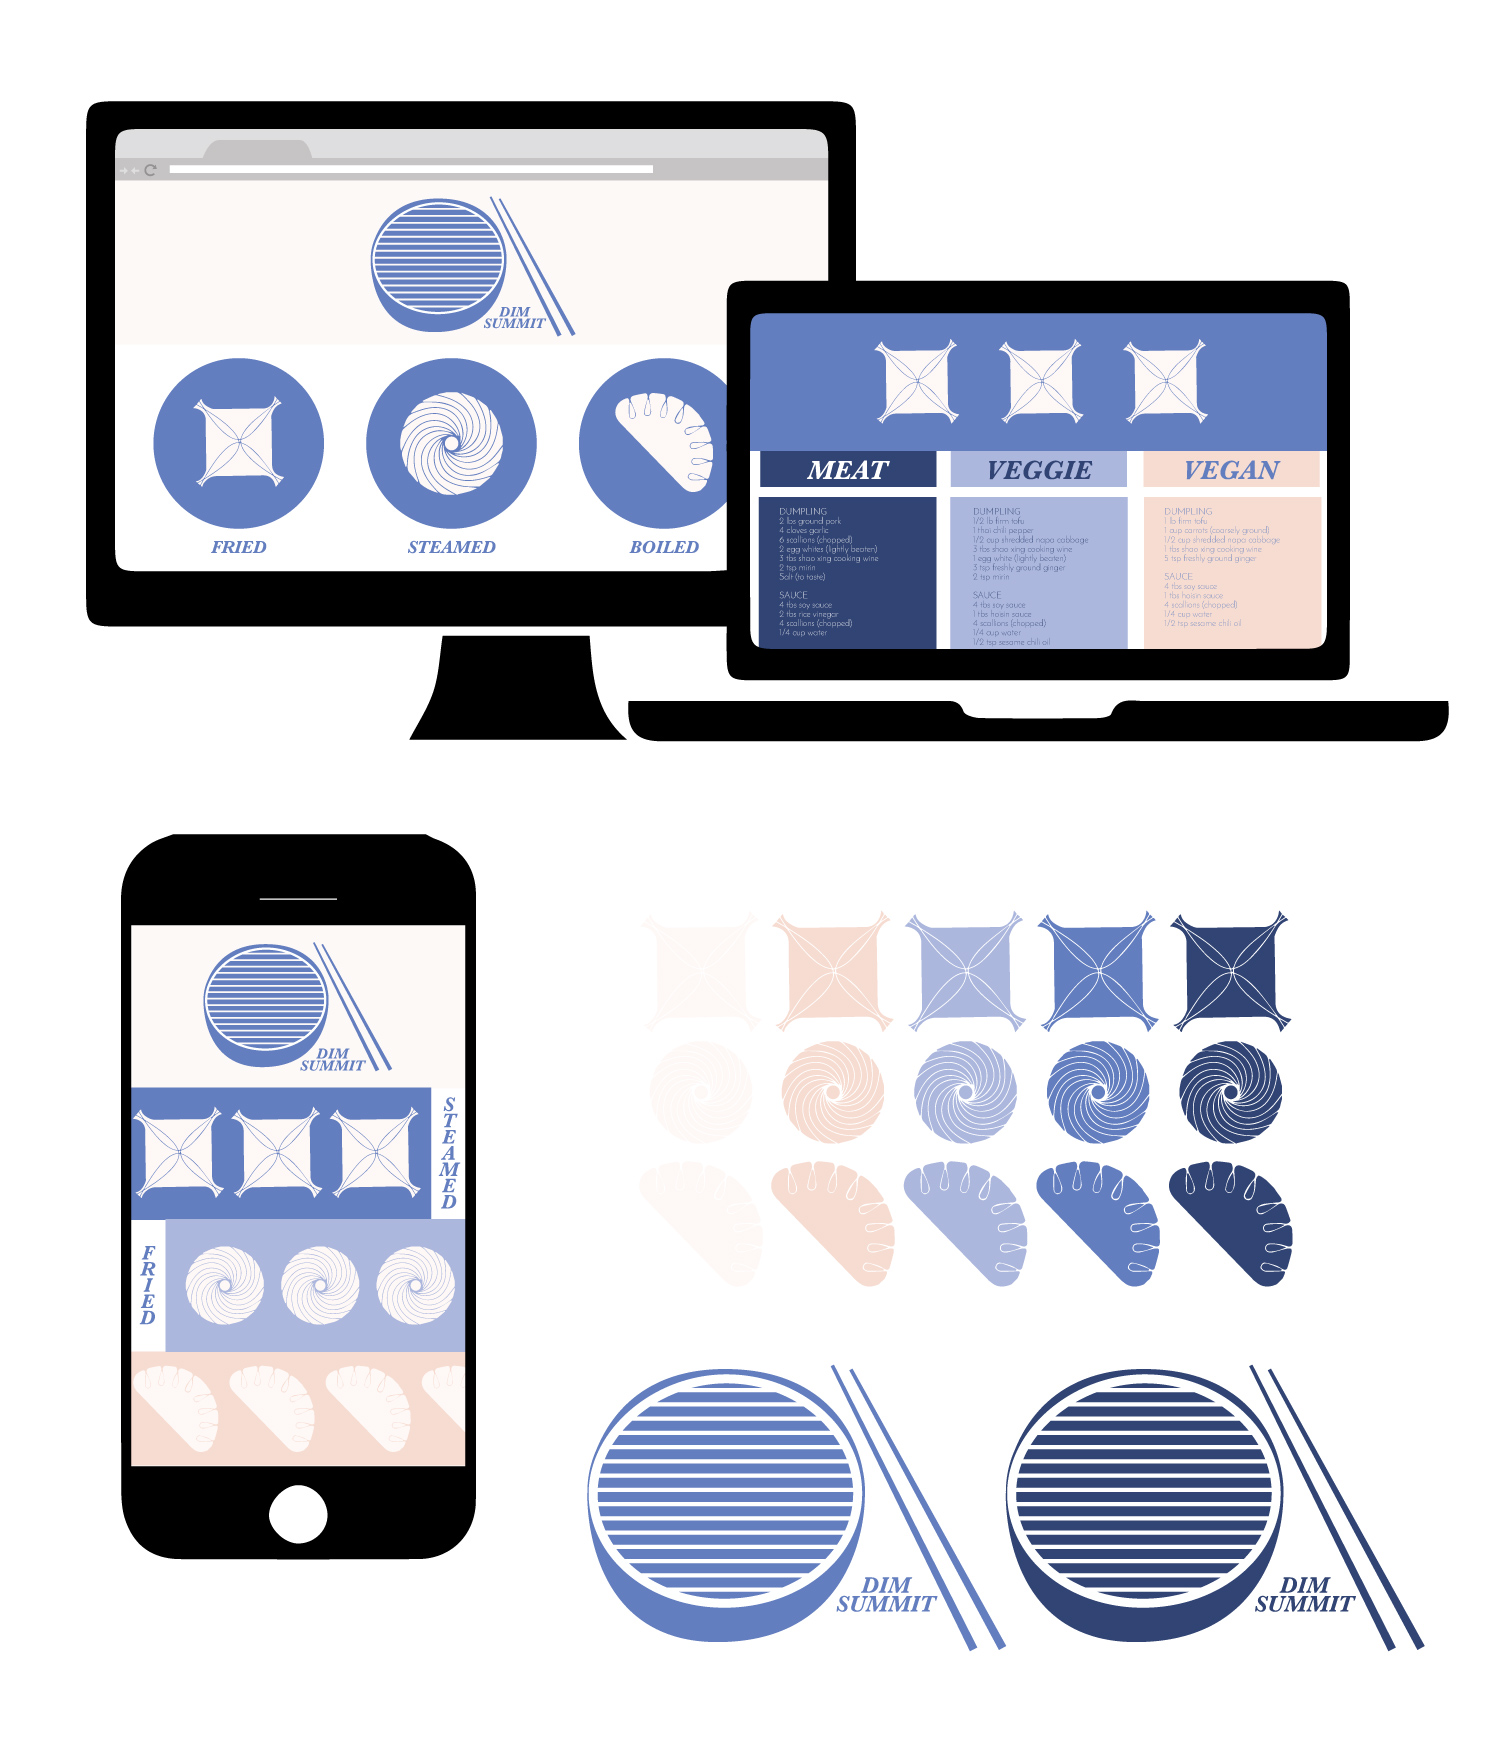 DIM
SUMMIT
FRIED
STEAMED
BOILED
MEAT
DUMPLING
2 lbs ground pork
4 cloves garlic
6 scallions (chopped)
2 egg whites (lightly beaten)
3 tbs shao xing cooking wine
2 tsp mirin
Salt (to taste)
SAUCE
4 tbs soy sauce
2 tbs rice vinegar
4 scallions (chopped)
1/4 cup water
VEGGIE
DUMPLING
1/2 lb firm tofu
1 thai chili pepper
1/2 cup shredded napa cabbage
3 tbs shao xing cooking wine
1 egg white (lightly beaten)
3 tsp freshly ground ginger
2 tsp mirin
SAUCE
4 tbs soy sauce
1 tbs hoisin sauce
4 scallions (chopped)
1/4 cup water
1/2 tsp sesame chili oil
VEGAN
DUMPLING
1 lb firm tofu
1 cup carrots (coarsely ground)
1/2 cup shredded napa cabbage
1 tbs shao xing cooking wine
5 tsp freshly ground ginger
SAUCE
4 tbs soy sauce
1 tbs hoisin sauce
4 scallions (chopped)
1/4 cup water
1/2 tsp sesame chili oil
DIM
SUMMIT
STEAMED
FRIED
DIM
SUMMIT
DIM
SUMMIT